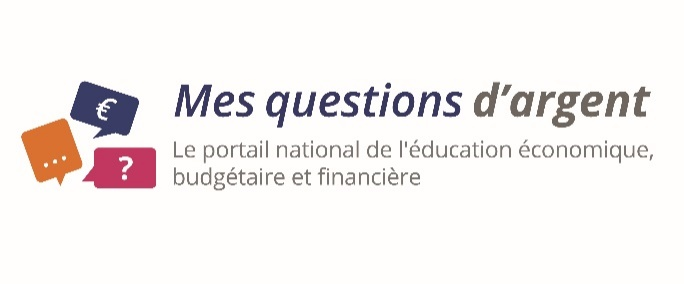 €
...
?
Mes questions d’argent
Le portail national de l'éducation économique,
budgétaire et financière